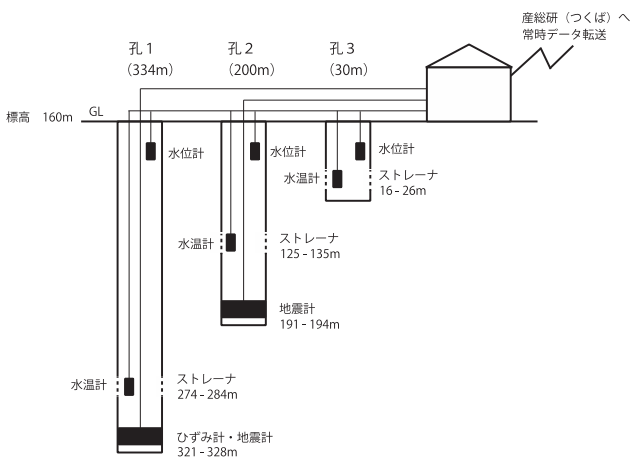 産総研（つくば）へ
常時データ転送
孔1
（334m）
孔2
（200m）
孔3
（30m）
標高 160m
GL
水位計
水位計
水位計
水温計
ストレーナ
16 – 26m
水温計
ストレーナ
125 – 135m
地震計
191 – 194m
水温計
ストレーナ
274 – 284m
ひずみ計・地震計
321 – 328m